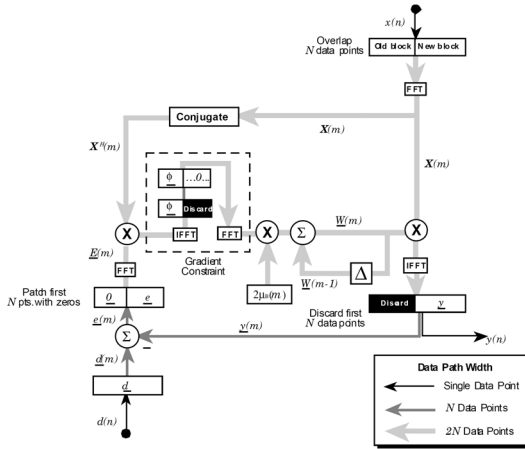 x(n)
Overlap
N data points
Old block New block
FFT
Conjugate
X(m)
X(m)
Xᴴ(m)
ϕ ...0...
ϕ Discard
IFFT
FFT
Gradient
Constraint
X
X
Σ
W(m)
X
E(m)
FFT
IFFT
W(m-1)
Δ
Patch first
N pts. with zeros
0 e
2μ (m)
Discard first
N data points
Discard y
e(m)
Σ
y(m)
y(n)
d(m)
d
d(n)
Data Path Width
Single Data Point
N Data Points
2N Data Points